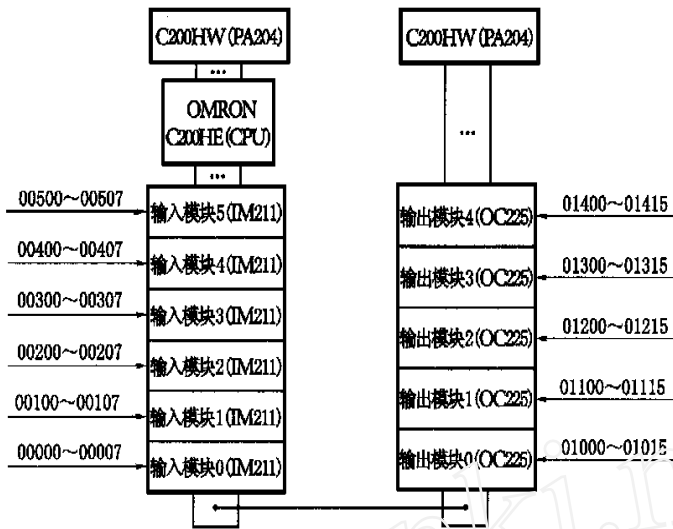 C200HW(PA204)
...
OMRON
C200HE(CPU)
...
00500～00507
输入模块5(IM211)
00400～00407
输入模块4(IM211)
00300～00307
输入模块3(IM211)
00200～00207
输入模块2(IM211)
00100～00107
输入模块1(IM211)
00000～00007
输入模块0(IM211)
C200HW(PA204)
...
输出模块4(OC225)
01400～01415
输出模块3(OC225)
01300～01315
输出模块2(OC225)
01200～01215
输出模块1(OC225)
01100～01115
输出模块0(OC225)
01000～01015